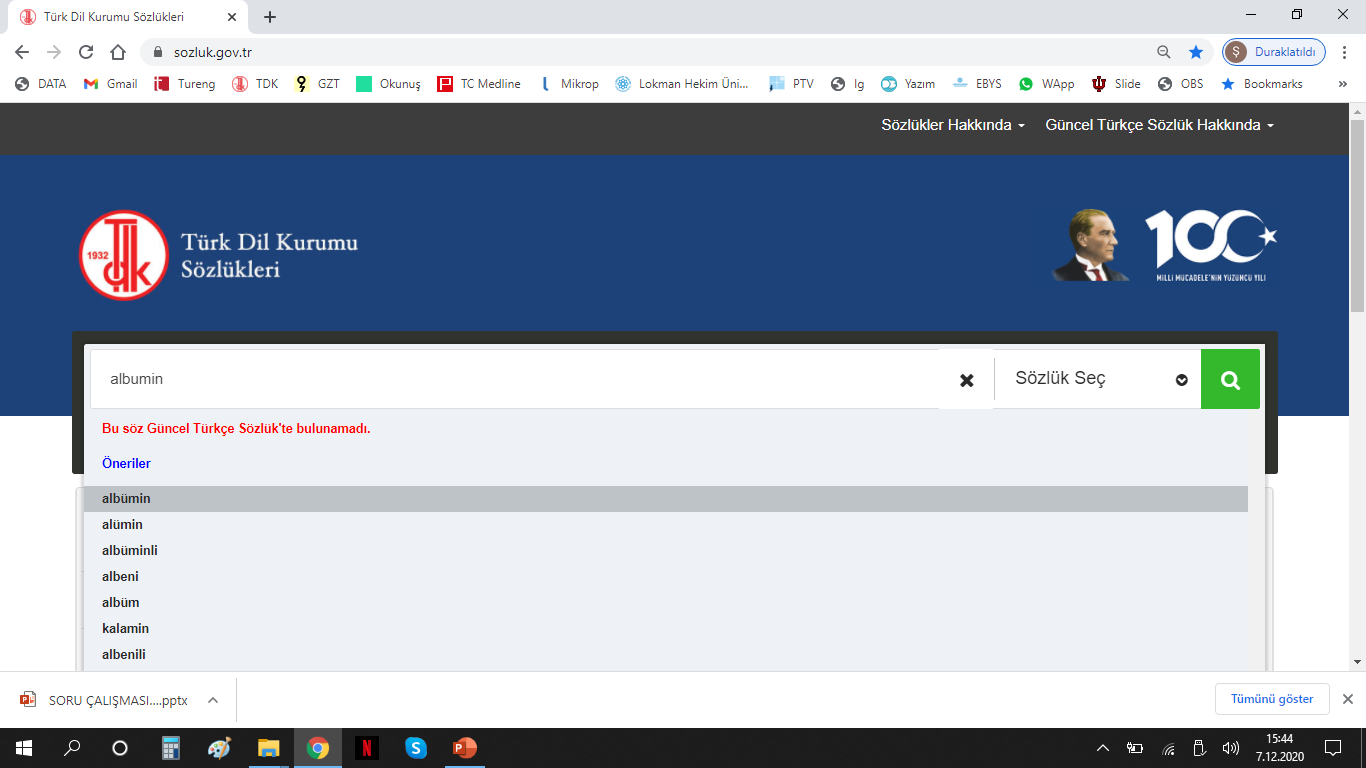 Türk Dil Kurumu Sözlükleri
sozluk.gov.tr
Ş Duraklatıldı
DATA Gmail Tureng TDK GZT Okunuş TC Medline Mikrop Lokman Hekim Üni... PTV Ig Yazım EBYS WApp Slide OBS Bookmarks »
Sözlükler Hakkında Güncel Türkçe Sözlük Hakkında
1932
Türk Dil Kurumu
Sözlükleri
100
MİLLİ MÜCADELE'NİN YÜZÜNCÜ YILI
albumin
Sözlük Seç
Bu söz Güncel Türkçe Sözlük'te bulunamadı.
Öneriler
albümin
alümin
albüminli
albeni
albüm
kalamin
albenili
SORU ÇALIŞMASI....pptx
Tümünü göster
15:44
7.12.2020